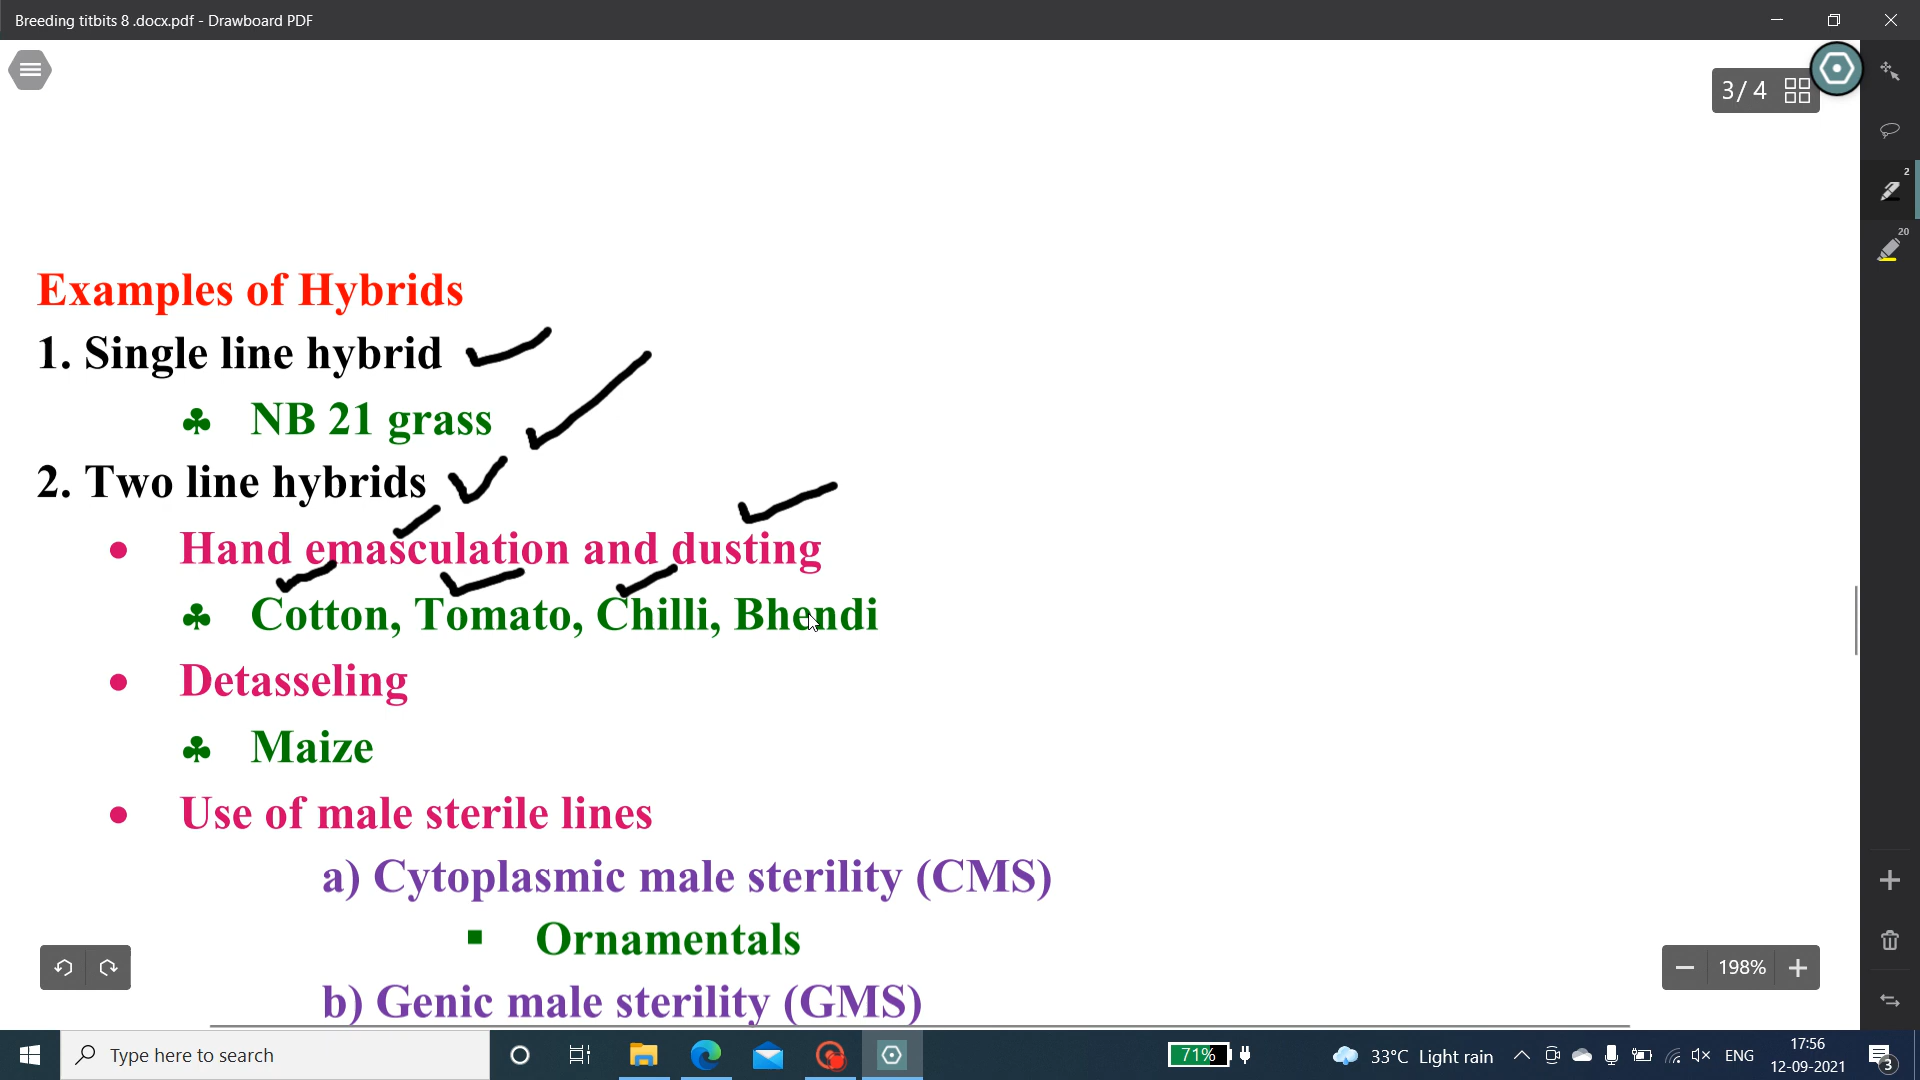 Breeding titbits 8 .docx.pdf - Drawboard PDF
3 / 4
2
20
Examples of Hybrids
1. Single line hybrid
♣ NB 21 grass
2. Two line hybrids
• Hand emasculation and dusting
♣ Cotton, Tomato, Chilli, Bhendi
• Detasseling
♣ Maize
• Use of male sterile lines
a) Cytoplasmic male sterility (CMS)
▪ Ornamentals
b) Genic male sterility (GMS)
198%
Type here to search
71%
33°C Light rain
ENG
17:56
12-09-2021
3